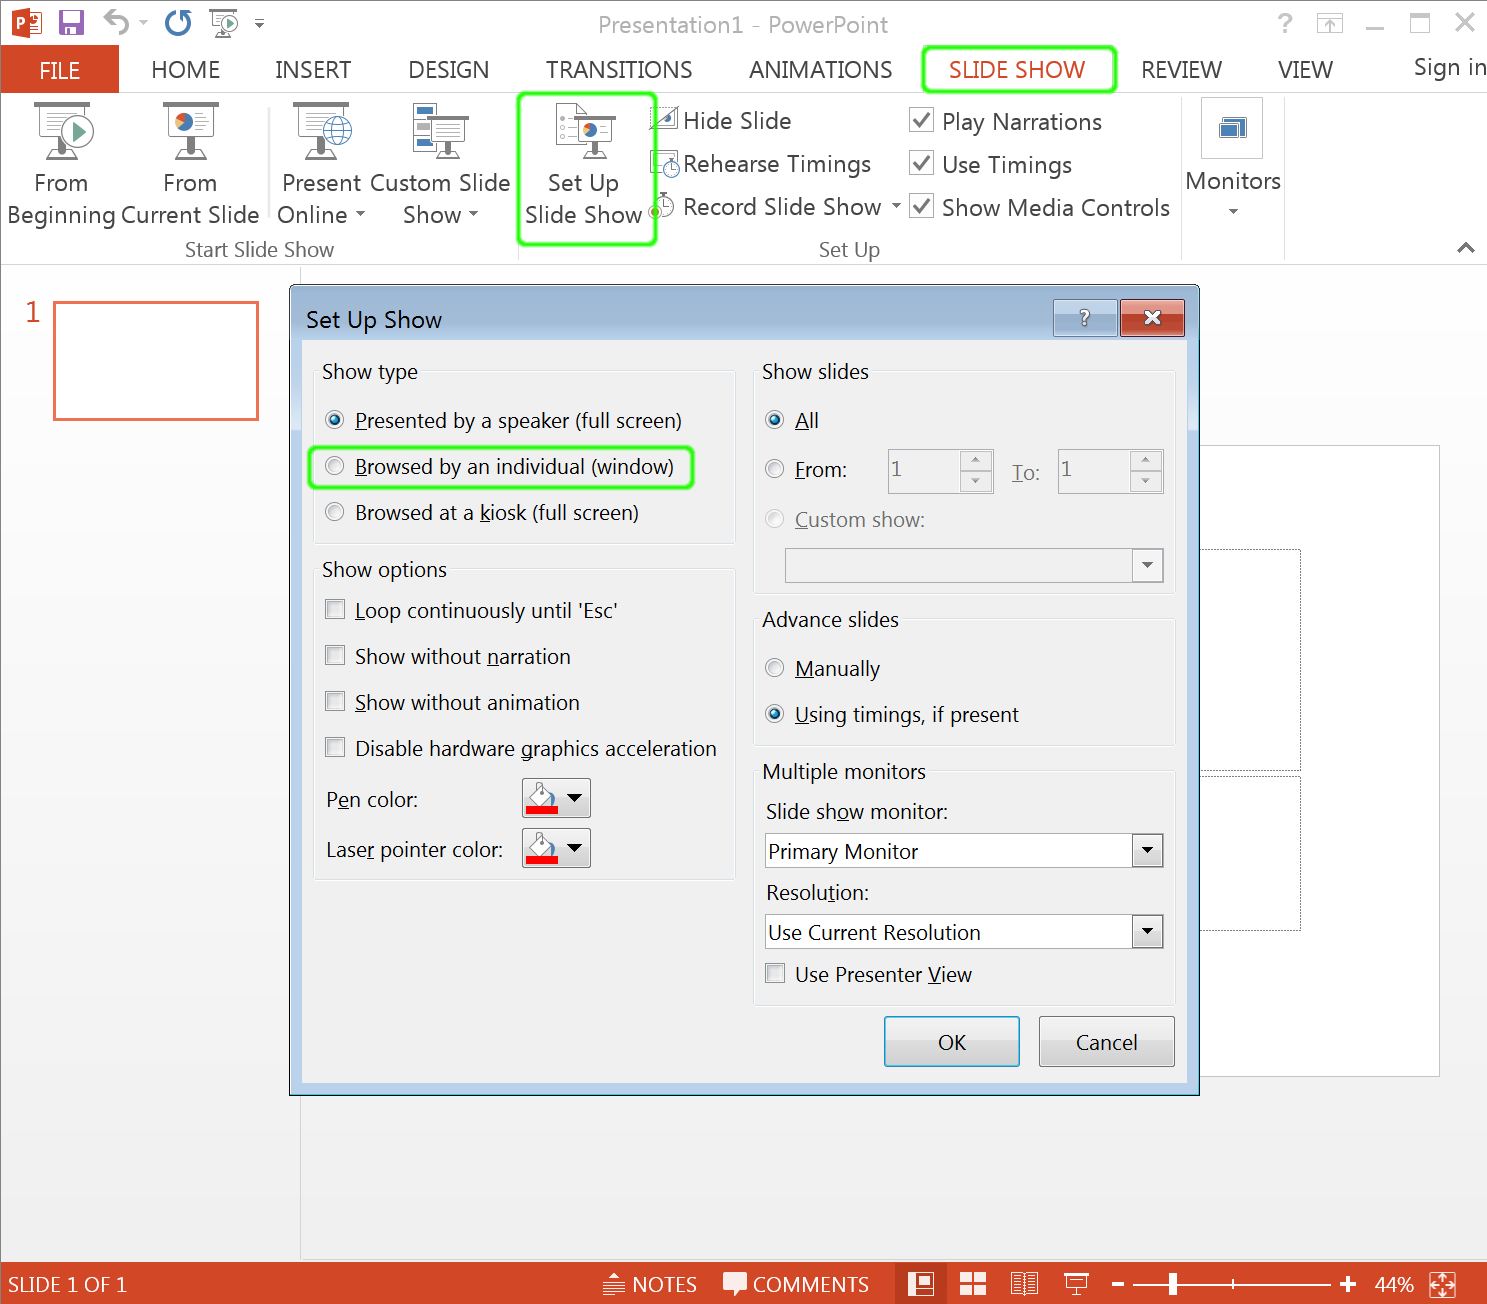 Presentation1 - PowerPoint
FILE HOME INSERT DESIGN TRANSITIONS ANIMATIONS SLIDE SHOW REVIEW VIEW Sign in
From Beginning
From Current Slide
Present Online
Custom Slide Show
Set Up Slide Show
Hide Slide
Rehearse Timings
Record Slide Show
Play Narrations
Use Timings
Show Media Controls
Monitors
Start Slide Show
Set Up
1
Set Up Show
?
Show type
Presented by a speaker (full screen)
Browsed by an individual (window)
Browsed at a kiosk (full screen)
Show options
Loop continuously until 'Esc'
Show without narration
Show without animation
Disable hardware graphics acceleration
Pen color:
Laser pointer color:
Show slides
All
From: 1 To: 1
Custom show:
Advance slides
Manually
Using timings, if present
Multiple monitors
Slide show monitor:
Primary Monitor
Resolution:
Use Current Resolution
Use Presenter View
OK Cancel
SLIDE 1 OF 1 NOTES COMMENTS 44%